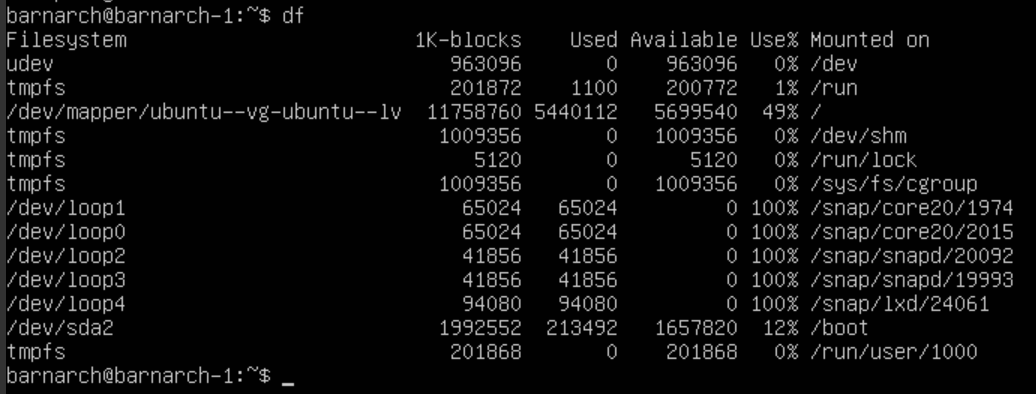 barnarch@barnarch-1:~$ df
Filesystem                        1K-blocks    Used Available Use% Mounted on
udev                                 963096       0    963096   0% /dev
tmpfs                                201872    1100    200772   1% /run
/dev/mapper/ubuntu--vg-ubuntu--lv  11758760 5440112   5699540  49% /
tmpfs                               1009356       0   1009356   0% /dev/shm
tmpfs                                  5120       0      5120   0% /run/lock
tmpfs                               1009356       0   1009356   0% /sys/fs/cgroup
/dev/loop1                            65024   65024         0 100% /snap/core20/1974
/dev/loop0                            65024   65024         0 100% /snap/core20/2015
/dev/loop2                            41856   41856         0 100% /snap/snapd/20092
/dev/loop3                            41856   41856         0 100% /snap/snapd/19993
/dev/loop4                            94080   94080         0 100% /snap/lxd/24061
/dev/sda2                           1992552  213492   1657820  12% /boot
tmpfs                                201868       0    201868   0% /run/user/1000
barnarch@barnarch-1:~$ _